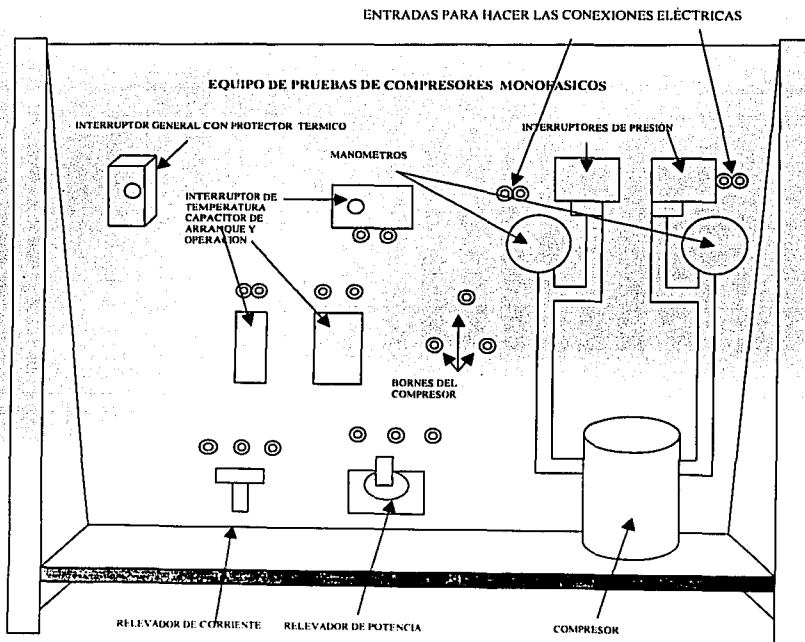 ENTRADAS PARA HACER LAS CONEXIONES ELÉCTRICAS
EQUIPO DE PRUEBAS DE COMPRESORES MONOFASICOS
INTERRUPTOR GENERAL CON PROTECTOR TERMICO
INTERRUPTORES DE PRESIÓN
MANOMETROS
INTERRUPTOR DE
TEMPERATURA
CAPACITOR DE
ARRANQUE Y
OPERACION
BORNES DEL
COMPRESOR
RELEVADOR DE CORRIENTE
RELEVADOR DE POTENCIA
COMPRESOR